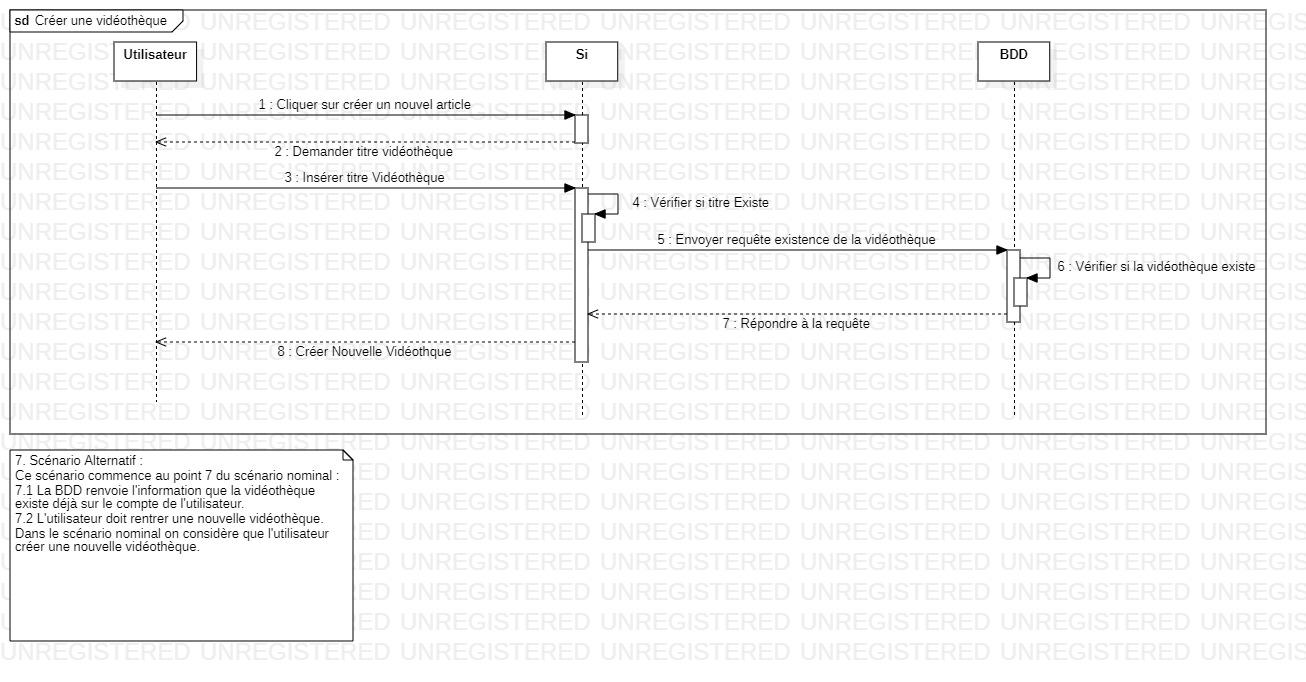 sd Créer une vidéothèque
Utilisateur
Si
BDD
1 : Cliquer sur créer un nouvel article
2 : Demander titre vidéothèque
3 : Insérer titre Vidéothèque
4 : Vérifier si titre Existe
5 : Envoyer requête existence de la vidéothèque
6 : Vérifier si la vidéothèque existe
7 : Répondre à la requête
8 : Créer Nouvelle Vidéothque
7. Scénario Alternatif :
Ce scénario commence au point 7 du scénario nominal :
7.1 La BDD renvoie l'information que la vidéothèque
existe déjà sur le compte de l'utilisateur.
7.2 L'utilisateur doit rentrer une nouvelle vidéothèque.
Dans le scénario nominal on considère que l'utilisateur
créer une nouvelle vidéothèque.
UNREGISTERED